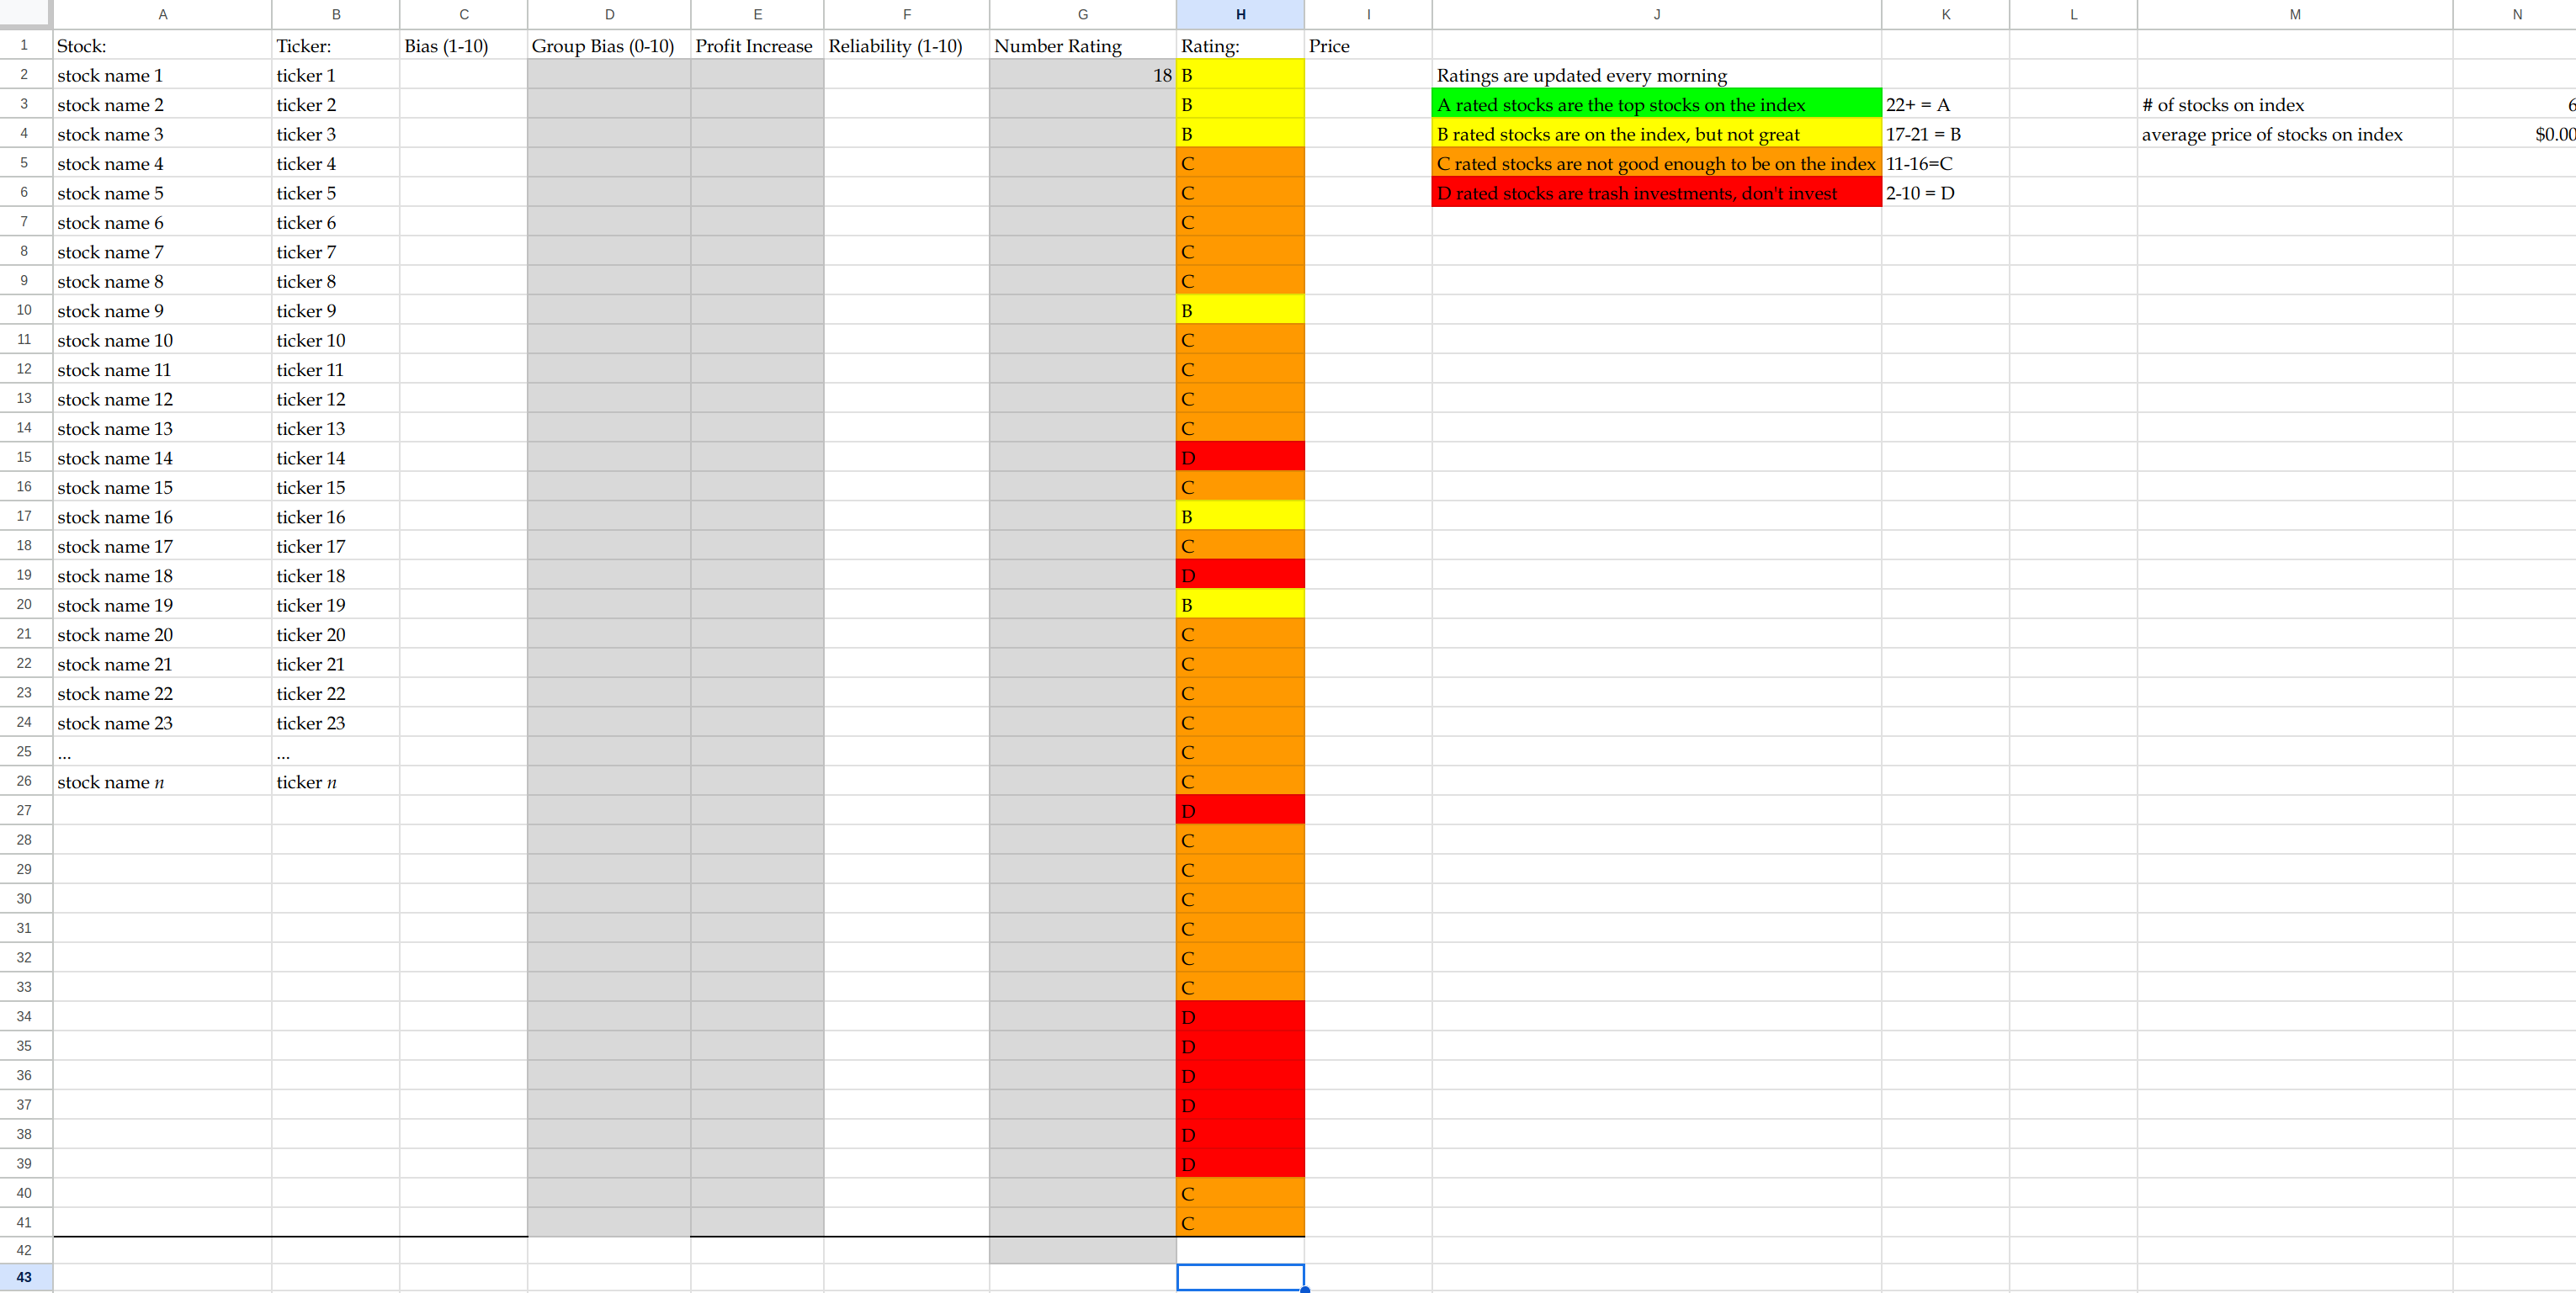 A B C D E F G H I J K L M N
1 Stock: Ticker: Bias (1-10) Group Bias (0-10) Profit Increase Reliability (1-10) Number Rating Rating: Price
2 stock name 1 ticker 1 18 B Ratings are updated every morning
3 stock name 2 ticker 2 B A rated stocks are the top stocks on the index 22+ = A # of stocks on index 6
4 stock name 3 ticker 3 B B rated stocks are on the index, but not great 17-21 = B average price of stocks on index $0.00
5 stock name 4 ticker 4 C C rated stocks are not good enough to be on the index 11-16=C
6 stock name 5 ticker 5 C D rated stocks are trash investments, don't invest 2-10 = D
7 stock name 6 ticker 6 C
8 stock name 7 ticker 7 C
9 stock name 8 ticker 8 C
10 stock name 9 ticker 9 B
11 stock name 10 ticker 10 C
12 stock name 11 ticker 11 C
13 stock name 12 ticker 12 C
14 stock name 13 ticker 13 C
15 stock name 14 ticker 14 D
16 stock name 15 ticker 15 C
17 stock name 16 ticker 16 B
18 stock name 17 ticker 17 C
19 stock name 18 ticker 18 D
20 stock name 19 ticker 19 B
21 stock name 20 ticker 20 C
22 stock name 21 ticker 21 C
23 stock name 22 ticker 22 C
24 stock name 23 ticker 23 C
25 ... ... C
26 stock name n ticker n C
27 D
28 C
29 C
30 C
31 C
32 C
33 C
34 D
35 D
36 D
37 D
38 D
39 D
40 C
41 C
42
43